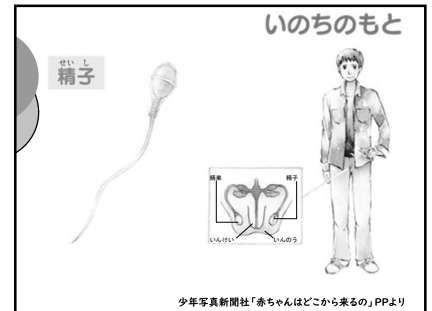 いのちのもと
せいし
精子
精巣
精子
いんけい
いんのう
少年写真新聞社「赤ちゃんはどこから来るの」PPより